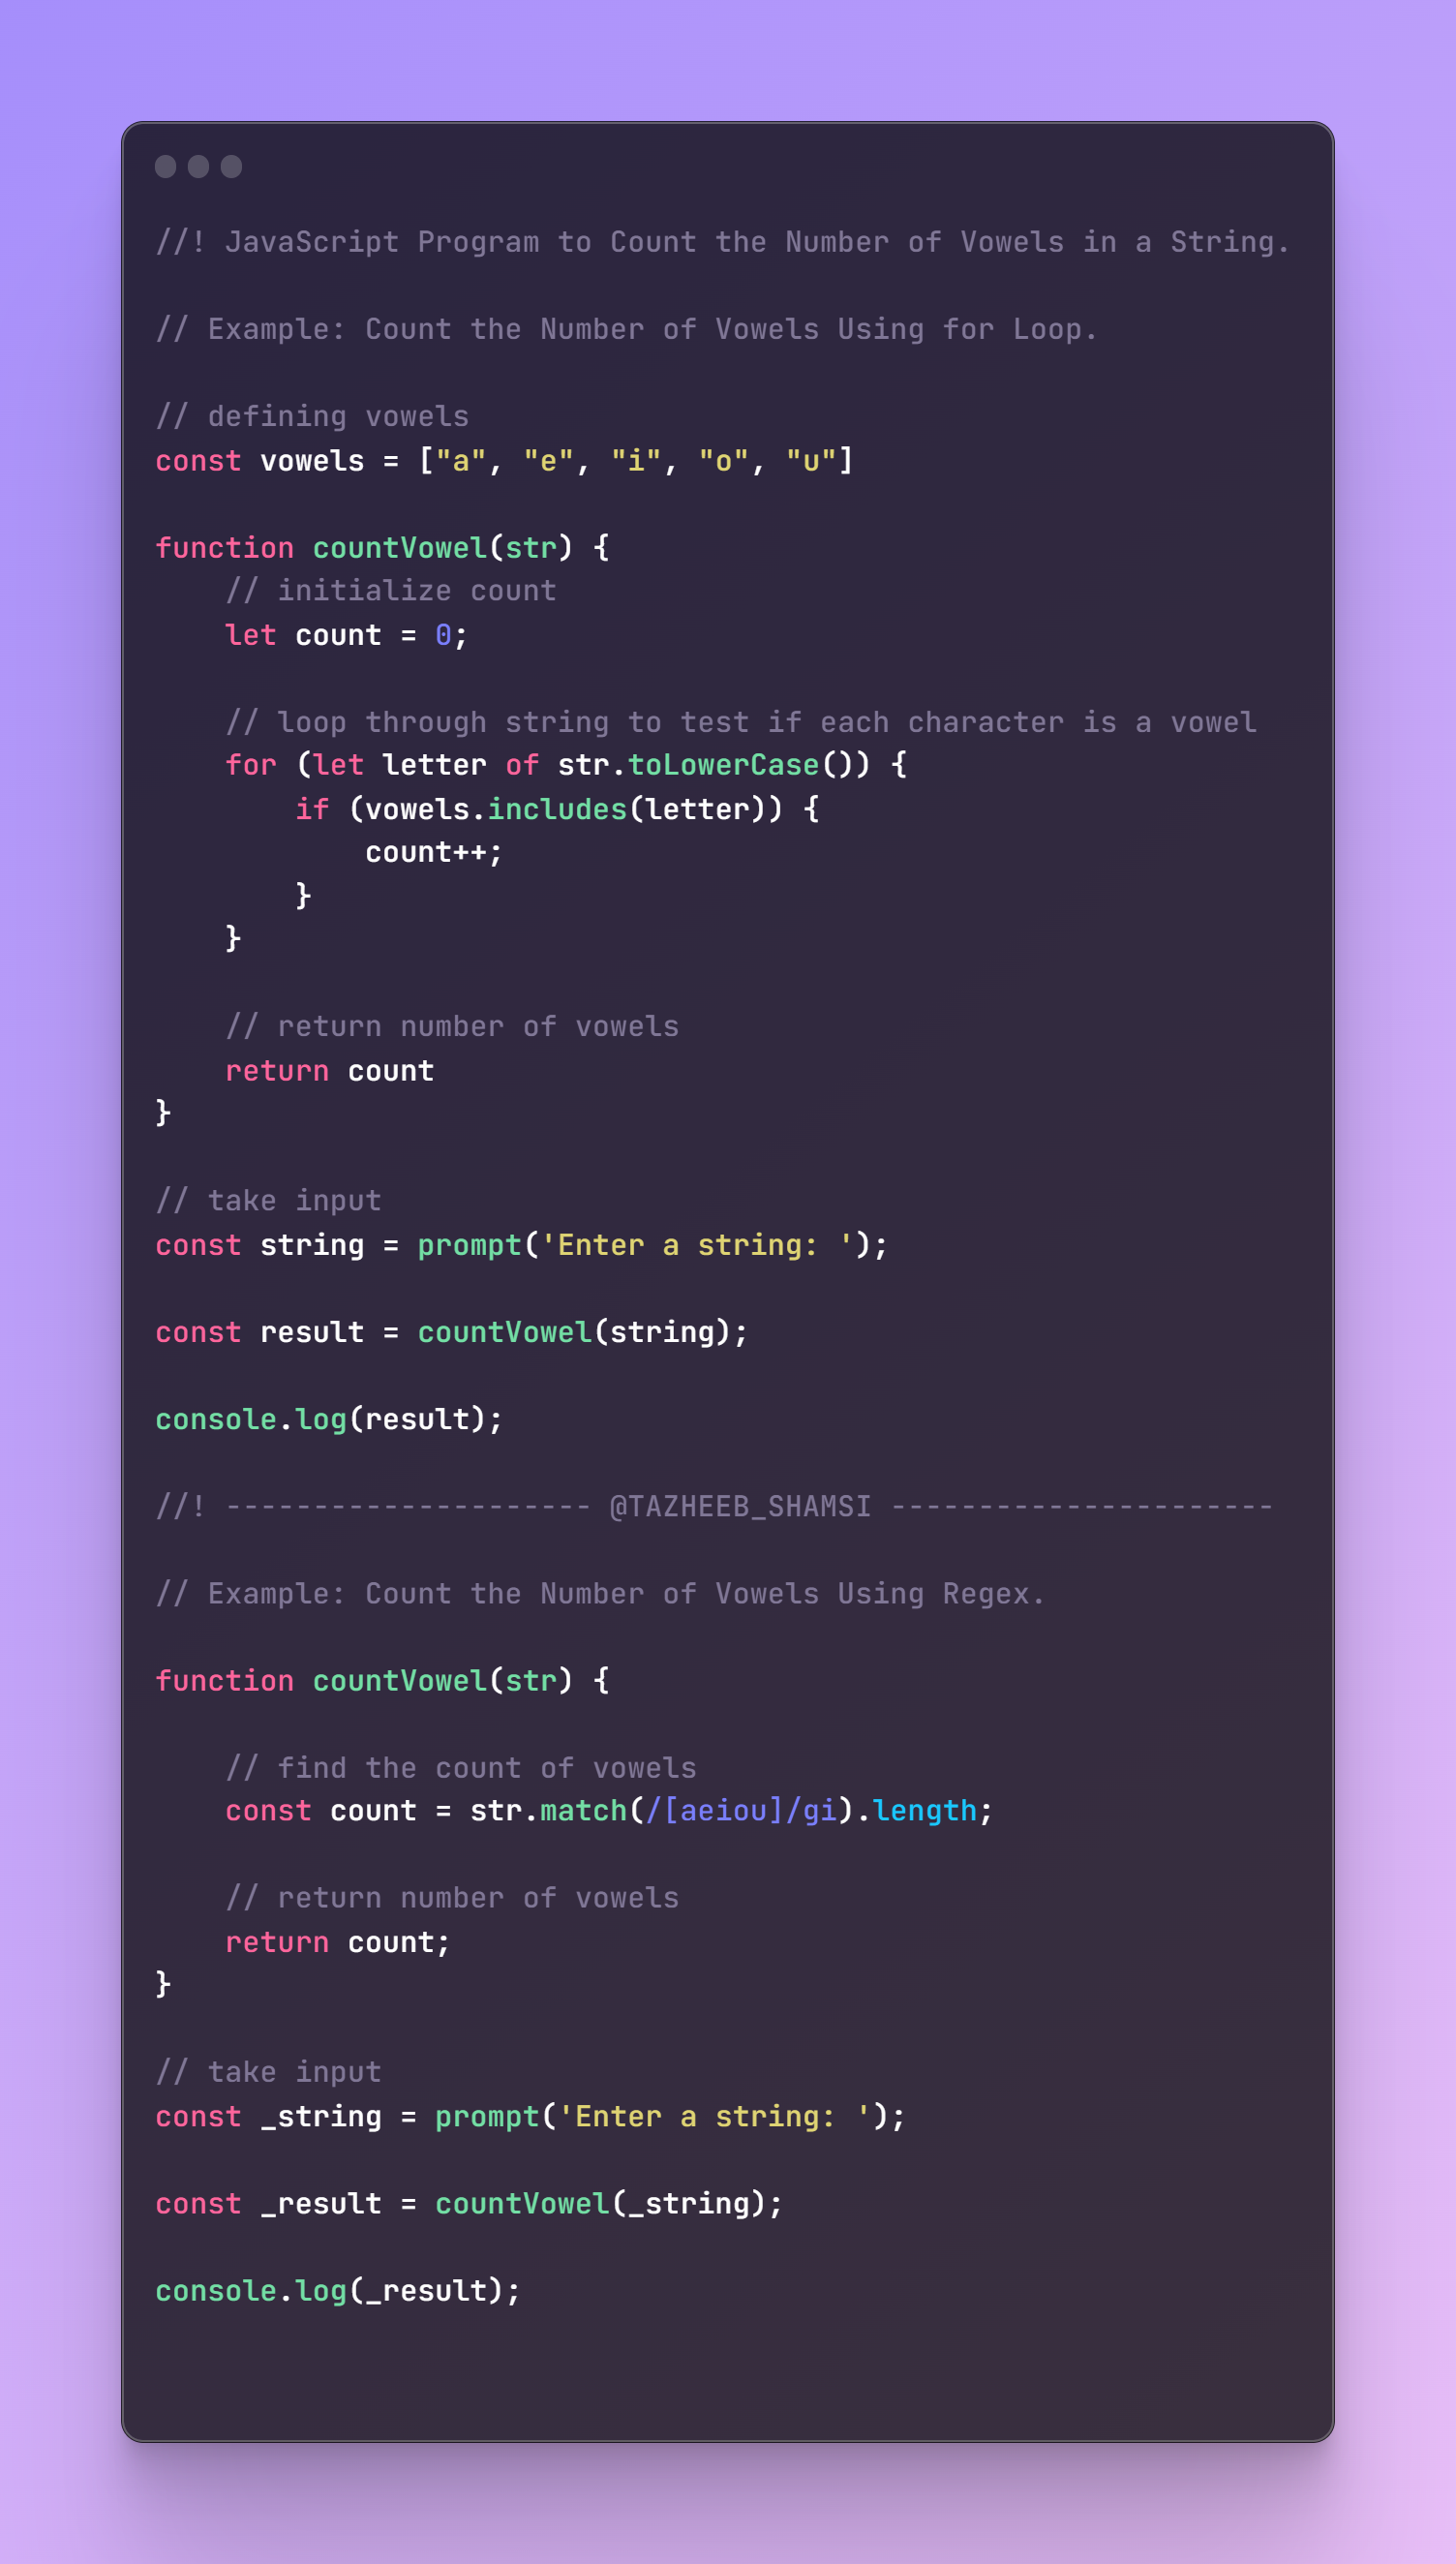 //! JavaScript Program to Count the Number of Vowels in a String.
// Example: Count the Number of Vowels Using for Loop.
// defining vowels
const vowels = ["a", "e", "i", "o", "u"]
function countVowel(str) {
    // initialize count
    let count = 0;
    // loop through string to test if each character is a vowel
    for (let letter of str.toLowerCase()) {
        if (vowels.includes(letter)) {
            count++;
        }
    }
    // return number of vowels
    return count
}
// take input
const string = prompt('Enter a string: ');
const result = countVowel(string);
console.log(result);
//! --------------------- @TAZHEEB_SHAMSI ----------------------
// Example: Count the Number of Vowels Using Regex.
function countVowel(str) {
    // find the count of vowels
    const count = str.match(/[aeiou]/gi).length;
    // return number of vowels
    return count;
}
// take input
const _string = prompt('Enter a string: ');
const _result = countVowel(_string);
console.log(_result);